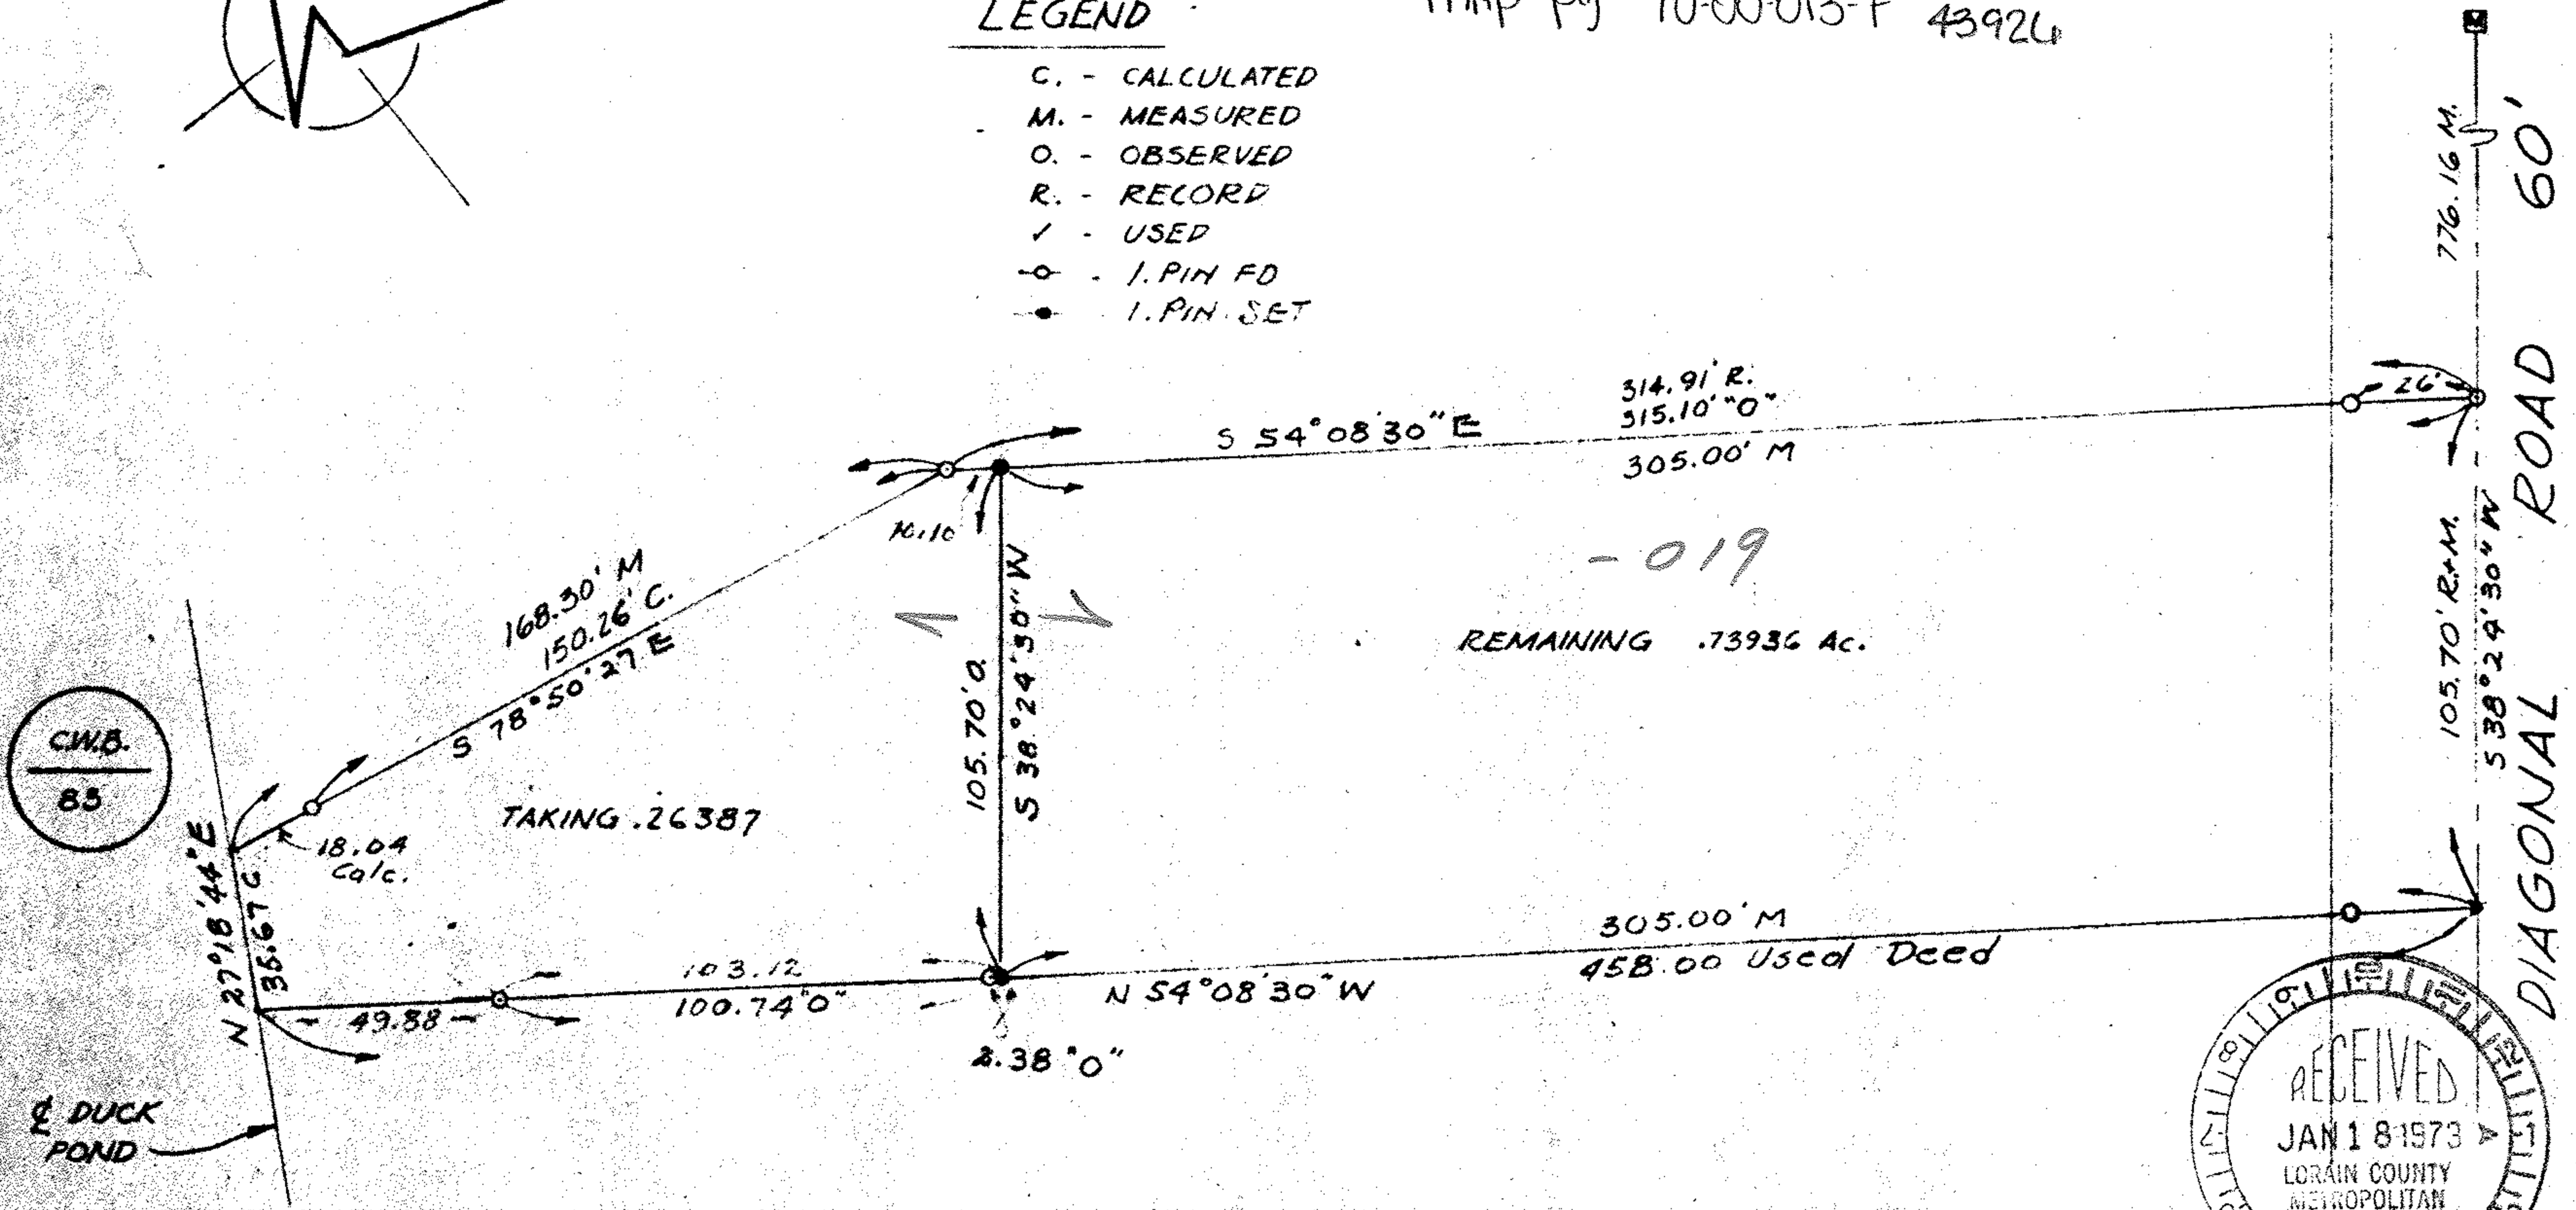 LEGEND
Map pg 10-00-013-F 43926
C. - CALCULATED
M. - MEASURED
O. - OBSERVED
R. - RECORD
✓ - USED
- I. PIN FD
I. PIN SET
776.16 M.
60'
DIAGONAL ROAD
314.91' R.
315.10' "O"
S 54°08'30" E
305.00' M
26'
10.10
- 019
REMAINING .73936 Ac.
105.70' R+M.
S 38°24'30" W
168.30' M
150.26' C.
S 78°50'27 E
105.70' O.
S 38°24'30" W
C.W.B.
83
TAKING .26387
18.04
Calc.
N 27°18'44" E
35.67 C.
49.88
103.12
100.74 "O"
2.38 "O"
305.00' M
458.00 Used Deed
N 54°08'30" W
℄ DUCK
POND
RECEIVED
JAN 18 1973
LORAIN COUNTY
METROPOLITAN